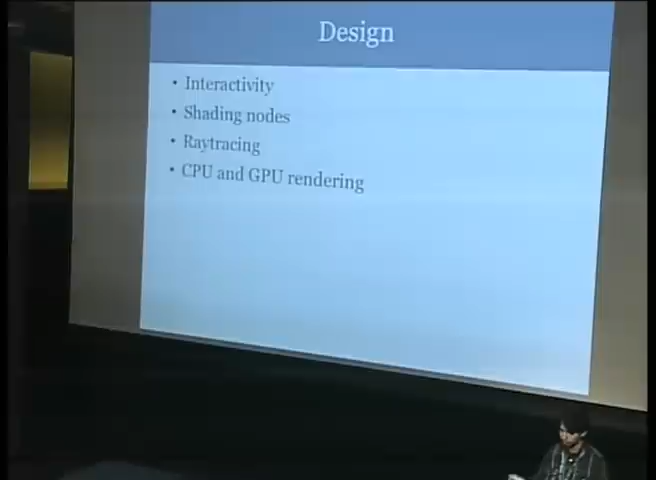 Design
• Interactivity
• Shading nodes
• Raytracing
• CPU and GPU rendering